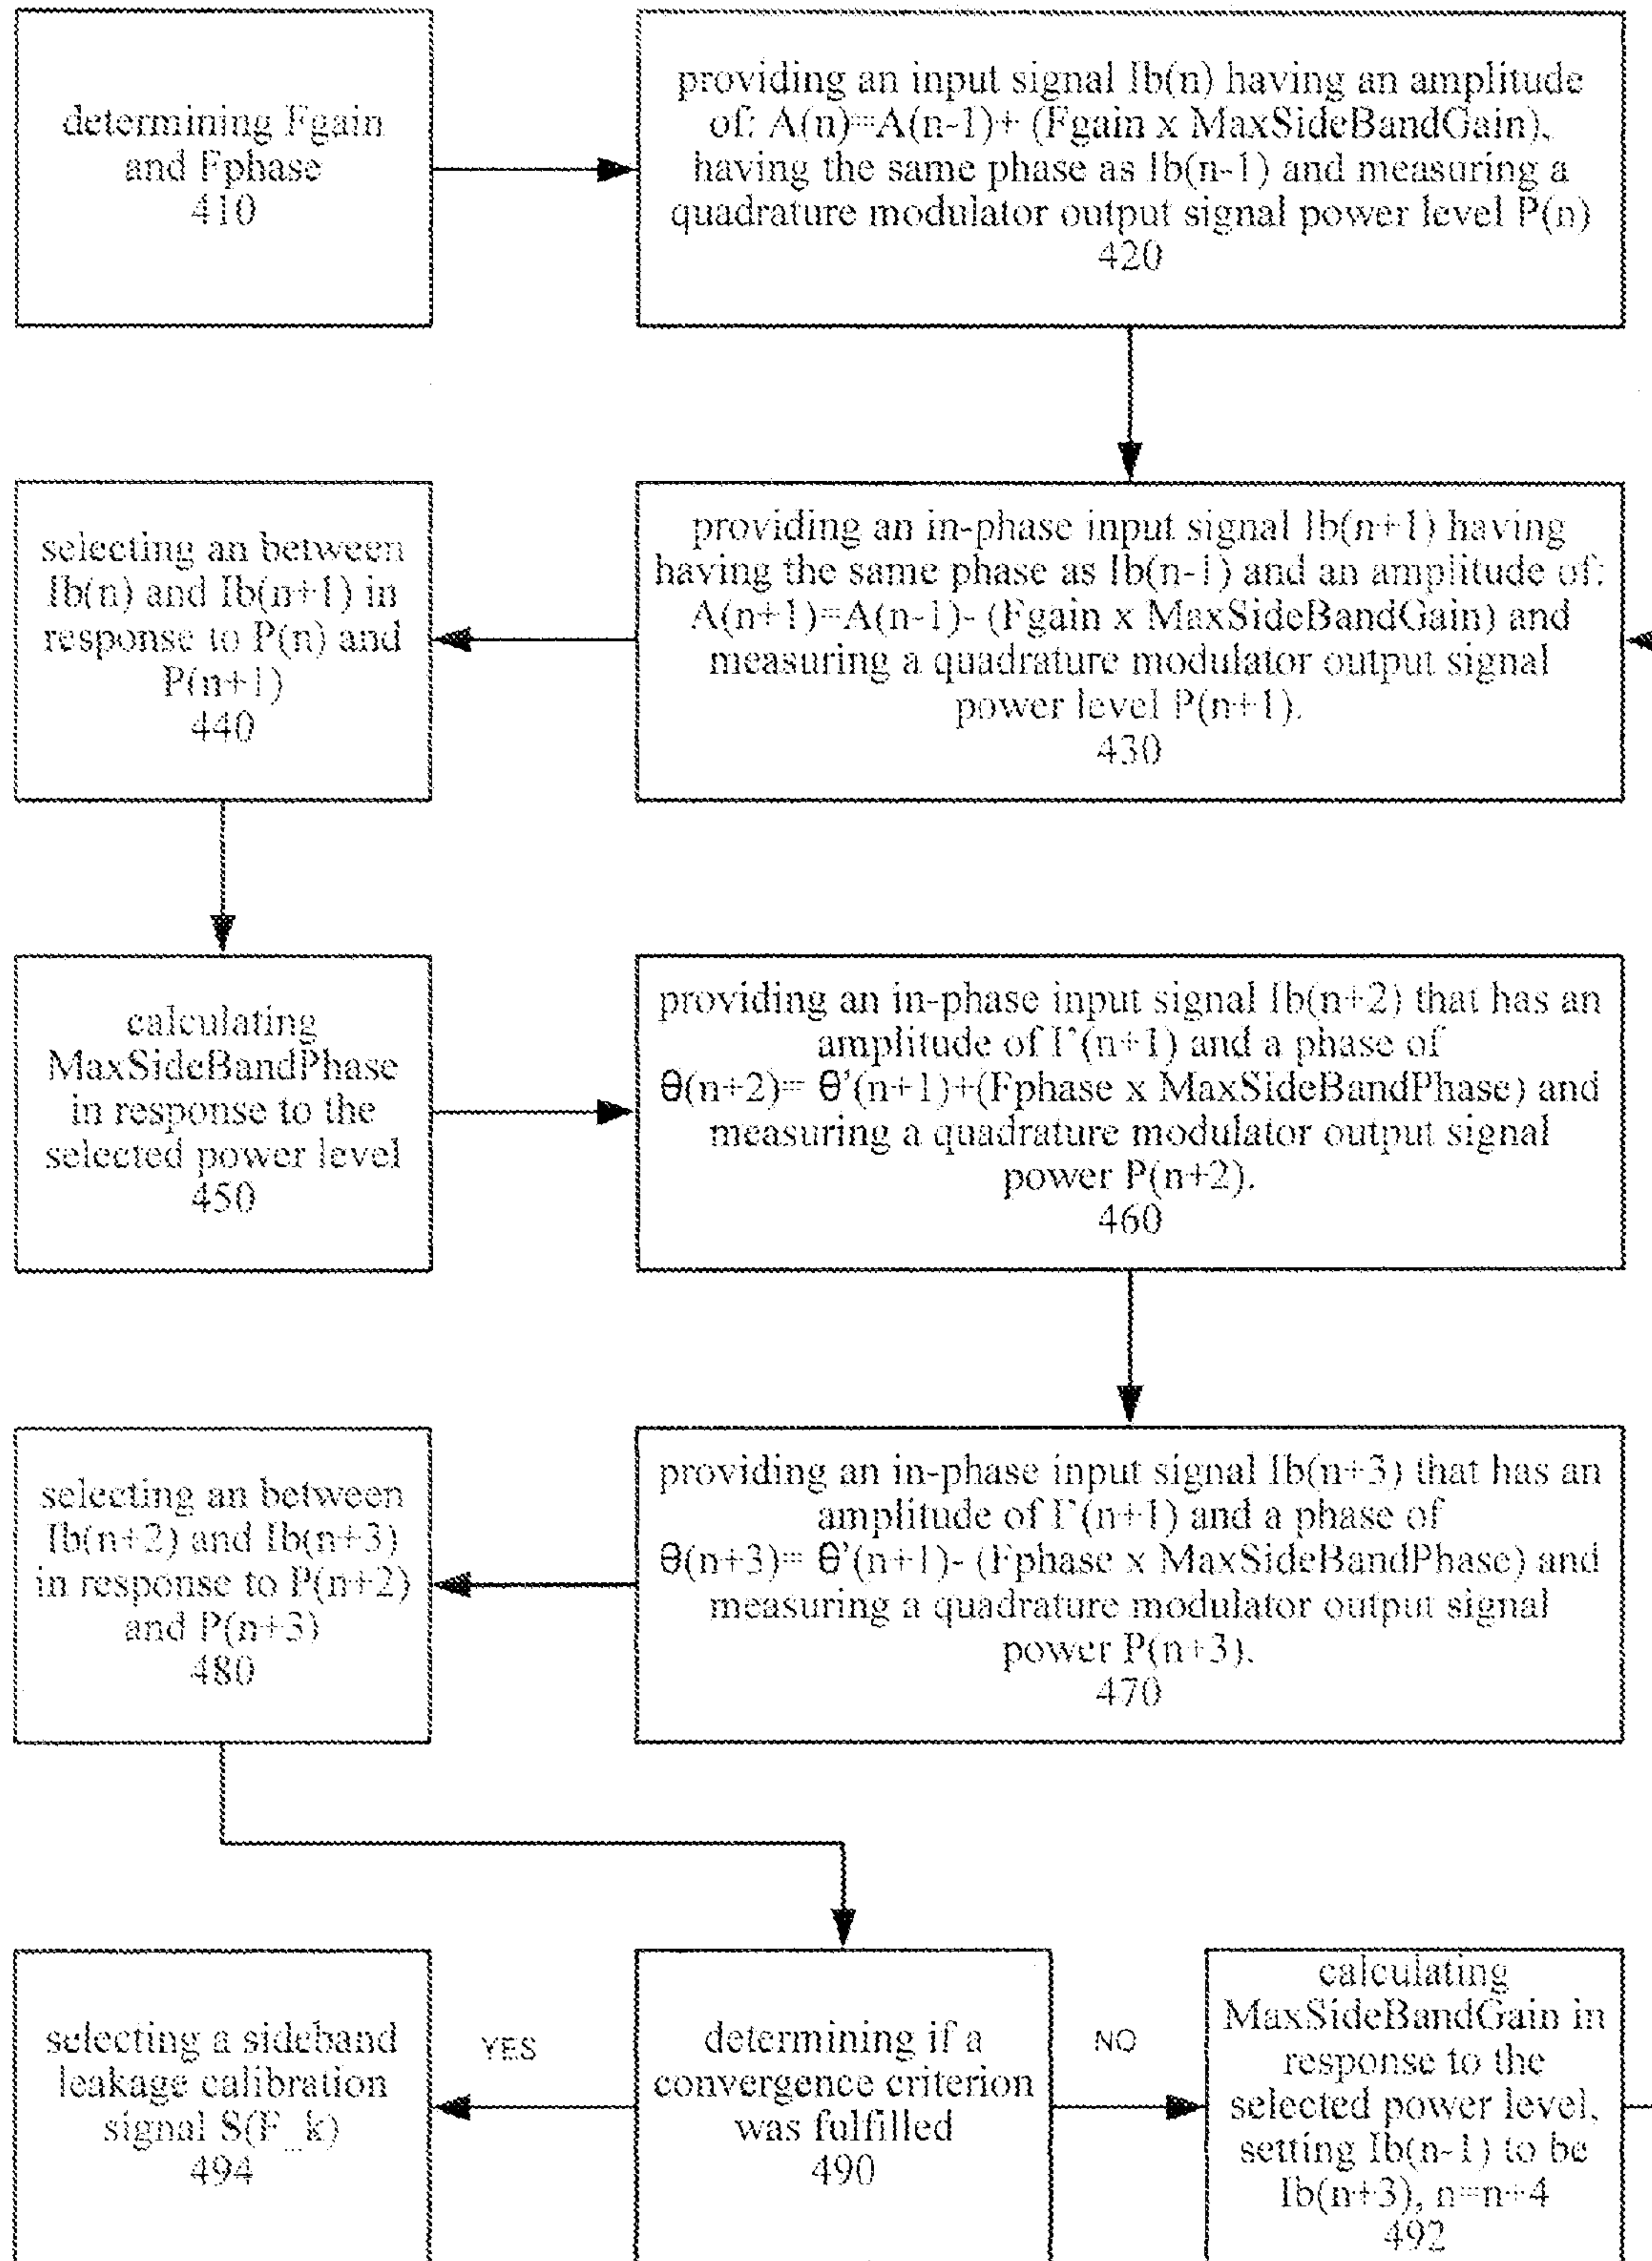 determining Fgain
and Fphase
410
providing an input signal Ib(n) having an amplitude
of: A(n)=A(n-1)+ (Fgain x MaxSideBandGain),
having the same phase as Ib(n-1) and measuring a
quadrature modulator output signal power level P(n)
420
providing an in-phase input signal Ib(n+1) having
having the same phase as Ib(n-1) and an amplitude of:
A(n+1)=A(n-1)- (Fgain x MaxSideBandGain) and
measuring a quadrature modulator output signal
power level P(n+1).
430
selecting an between
Ib(n) and Ib(n+1) in
response to P(n) and
P(n+1)
440
calculating
MaxSideBandPhase
in response to the
selected power level
450
providing an in-phase input signal Ib(n+2) that has an
amplitude of I'(n+1) and a phase of
θ(n+2)= θ'(n+1)+(Fphase x MaxSideBandPhase) and
measuring a quadrature modulator output signal
power P(n+2).
460
providing an in-phase input signal Ib(n+3) that has an
amplitude of I'(n+1) and a phase of
θ(n+3)= θ'(n+1)- (Fphase x MaxSideBandPhase) and
measuring a quadrature modulator output signal
power P(n+3).
470
selecting an between
Ib(n+2) and Ib(n+3)
in response to P(n+2)
and P(n+3)
480
determining if a
convergence criterion
was fulfilled
490
YES
selecting a sideband
leakage calibration
signal S(F_k)
494
NO
calculating
MaxSideBandGain in
response to the
selected power level,
setting Ib(n-1) to be
Ib(n+3), n=n+4
492